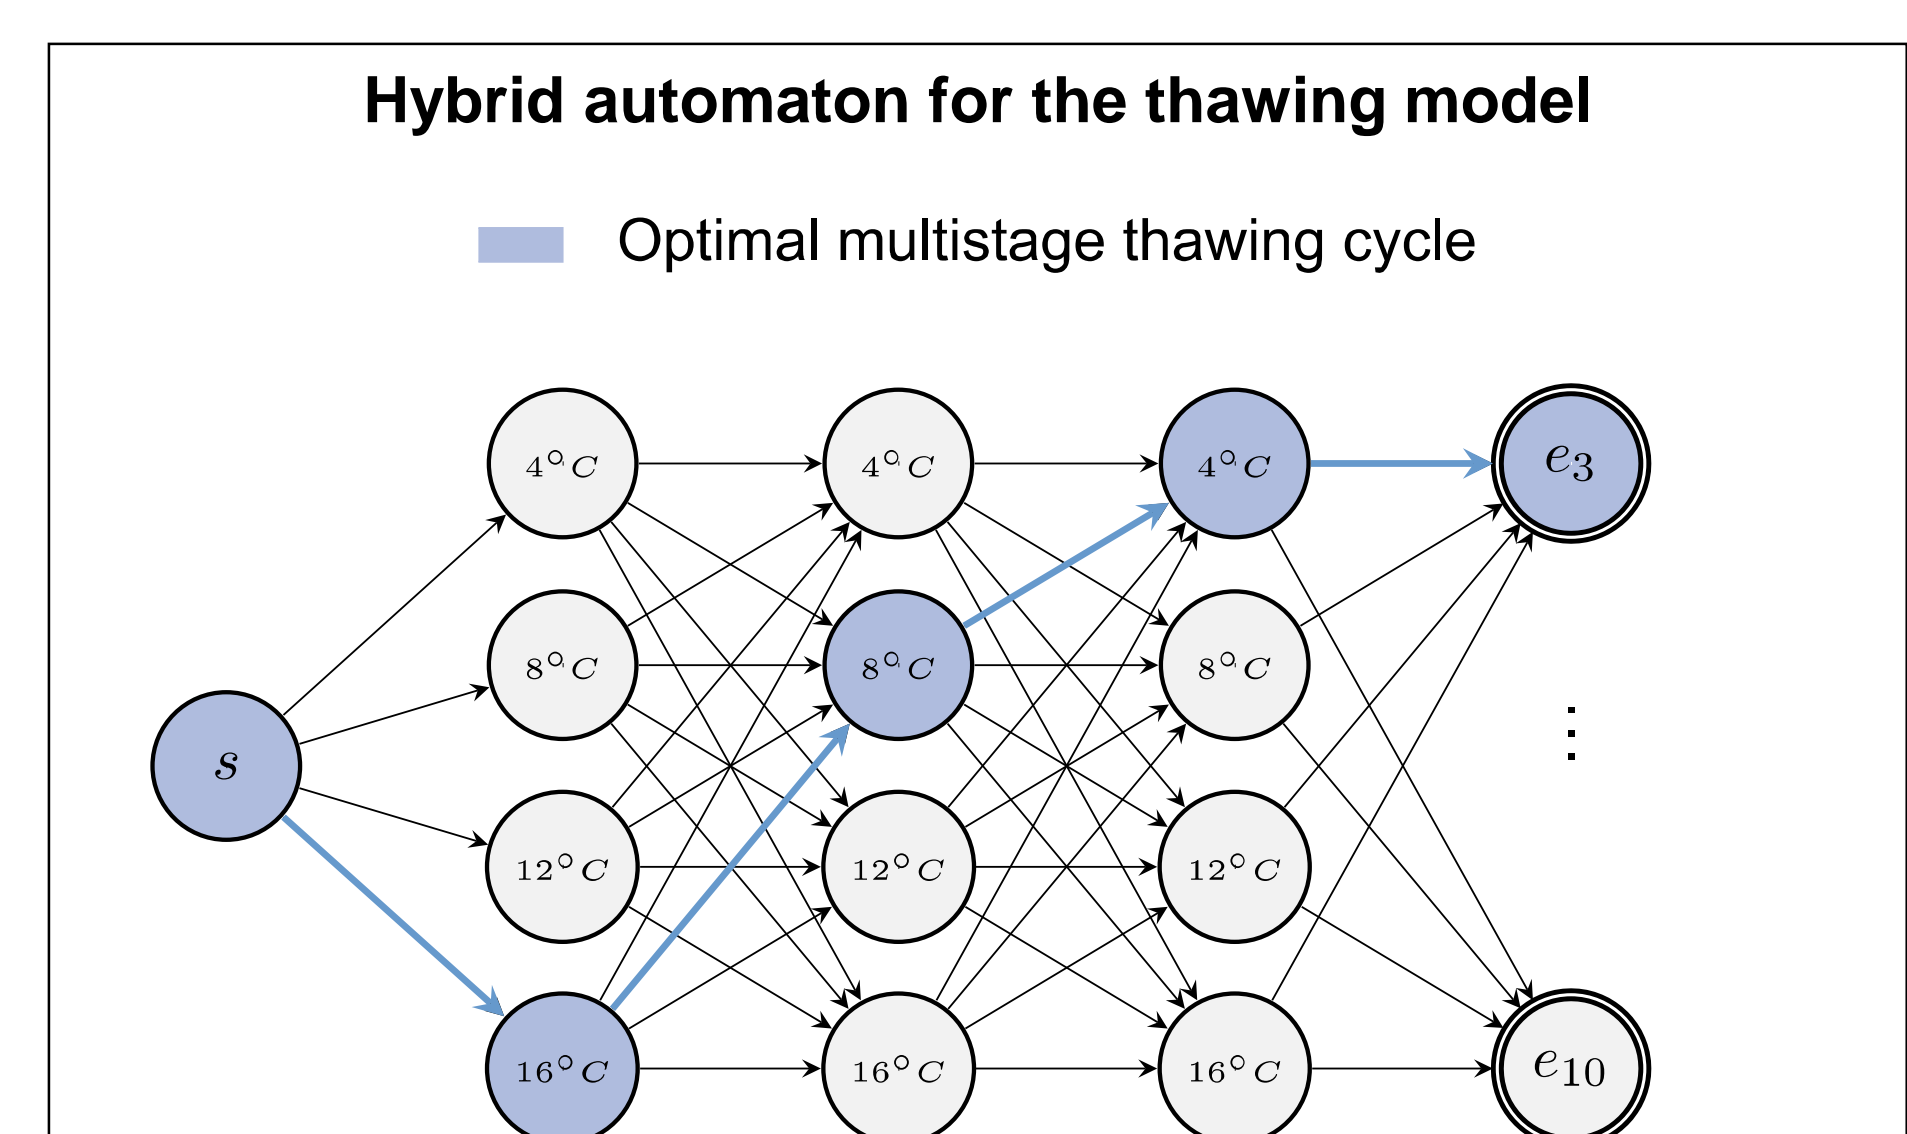 Hybrid automaton for the thawing model
Optimal multistage thawing cycle
4°C 4°C 4°C e₃
8°C 8°C 8°C
s
⋮
12°C 12°C 12°C
16°C 16°C 16°C e₁₀